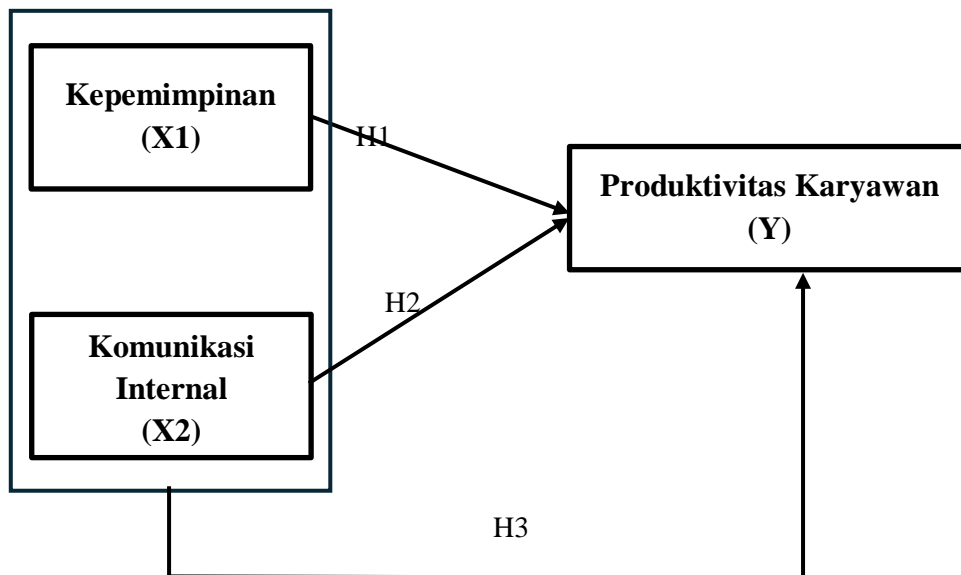 Kepemimpinan
(X1)
H1
Produktivitas Karyawan
(Y)
H2
Komunikasi
Internal
(X2)
H3